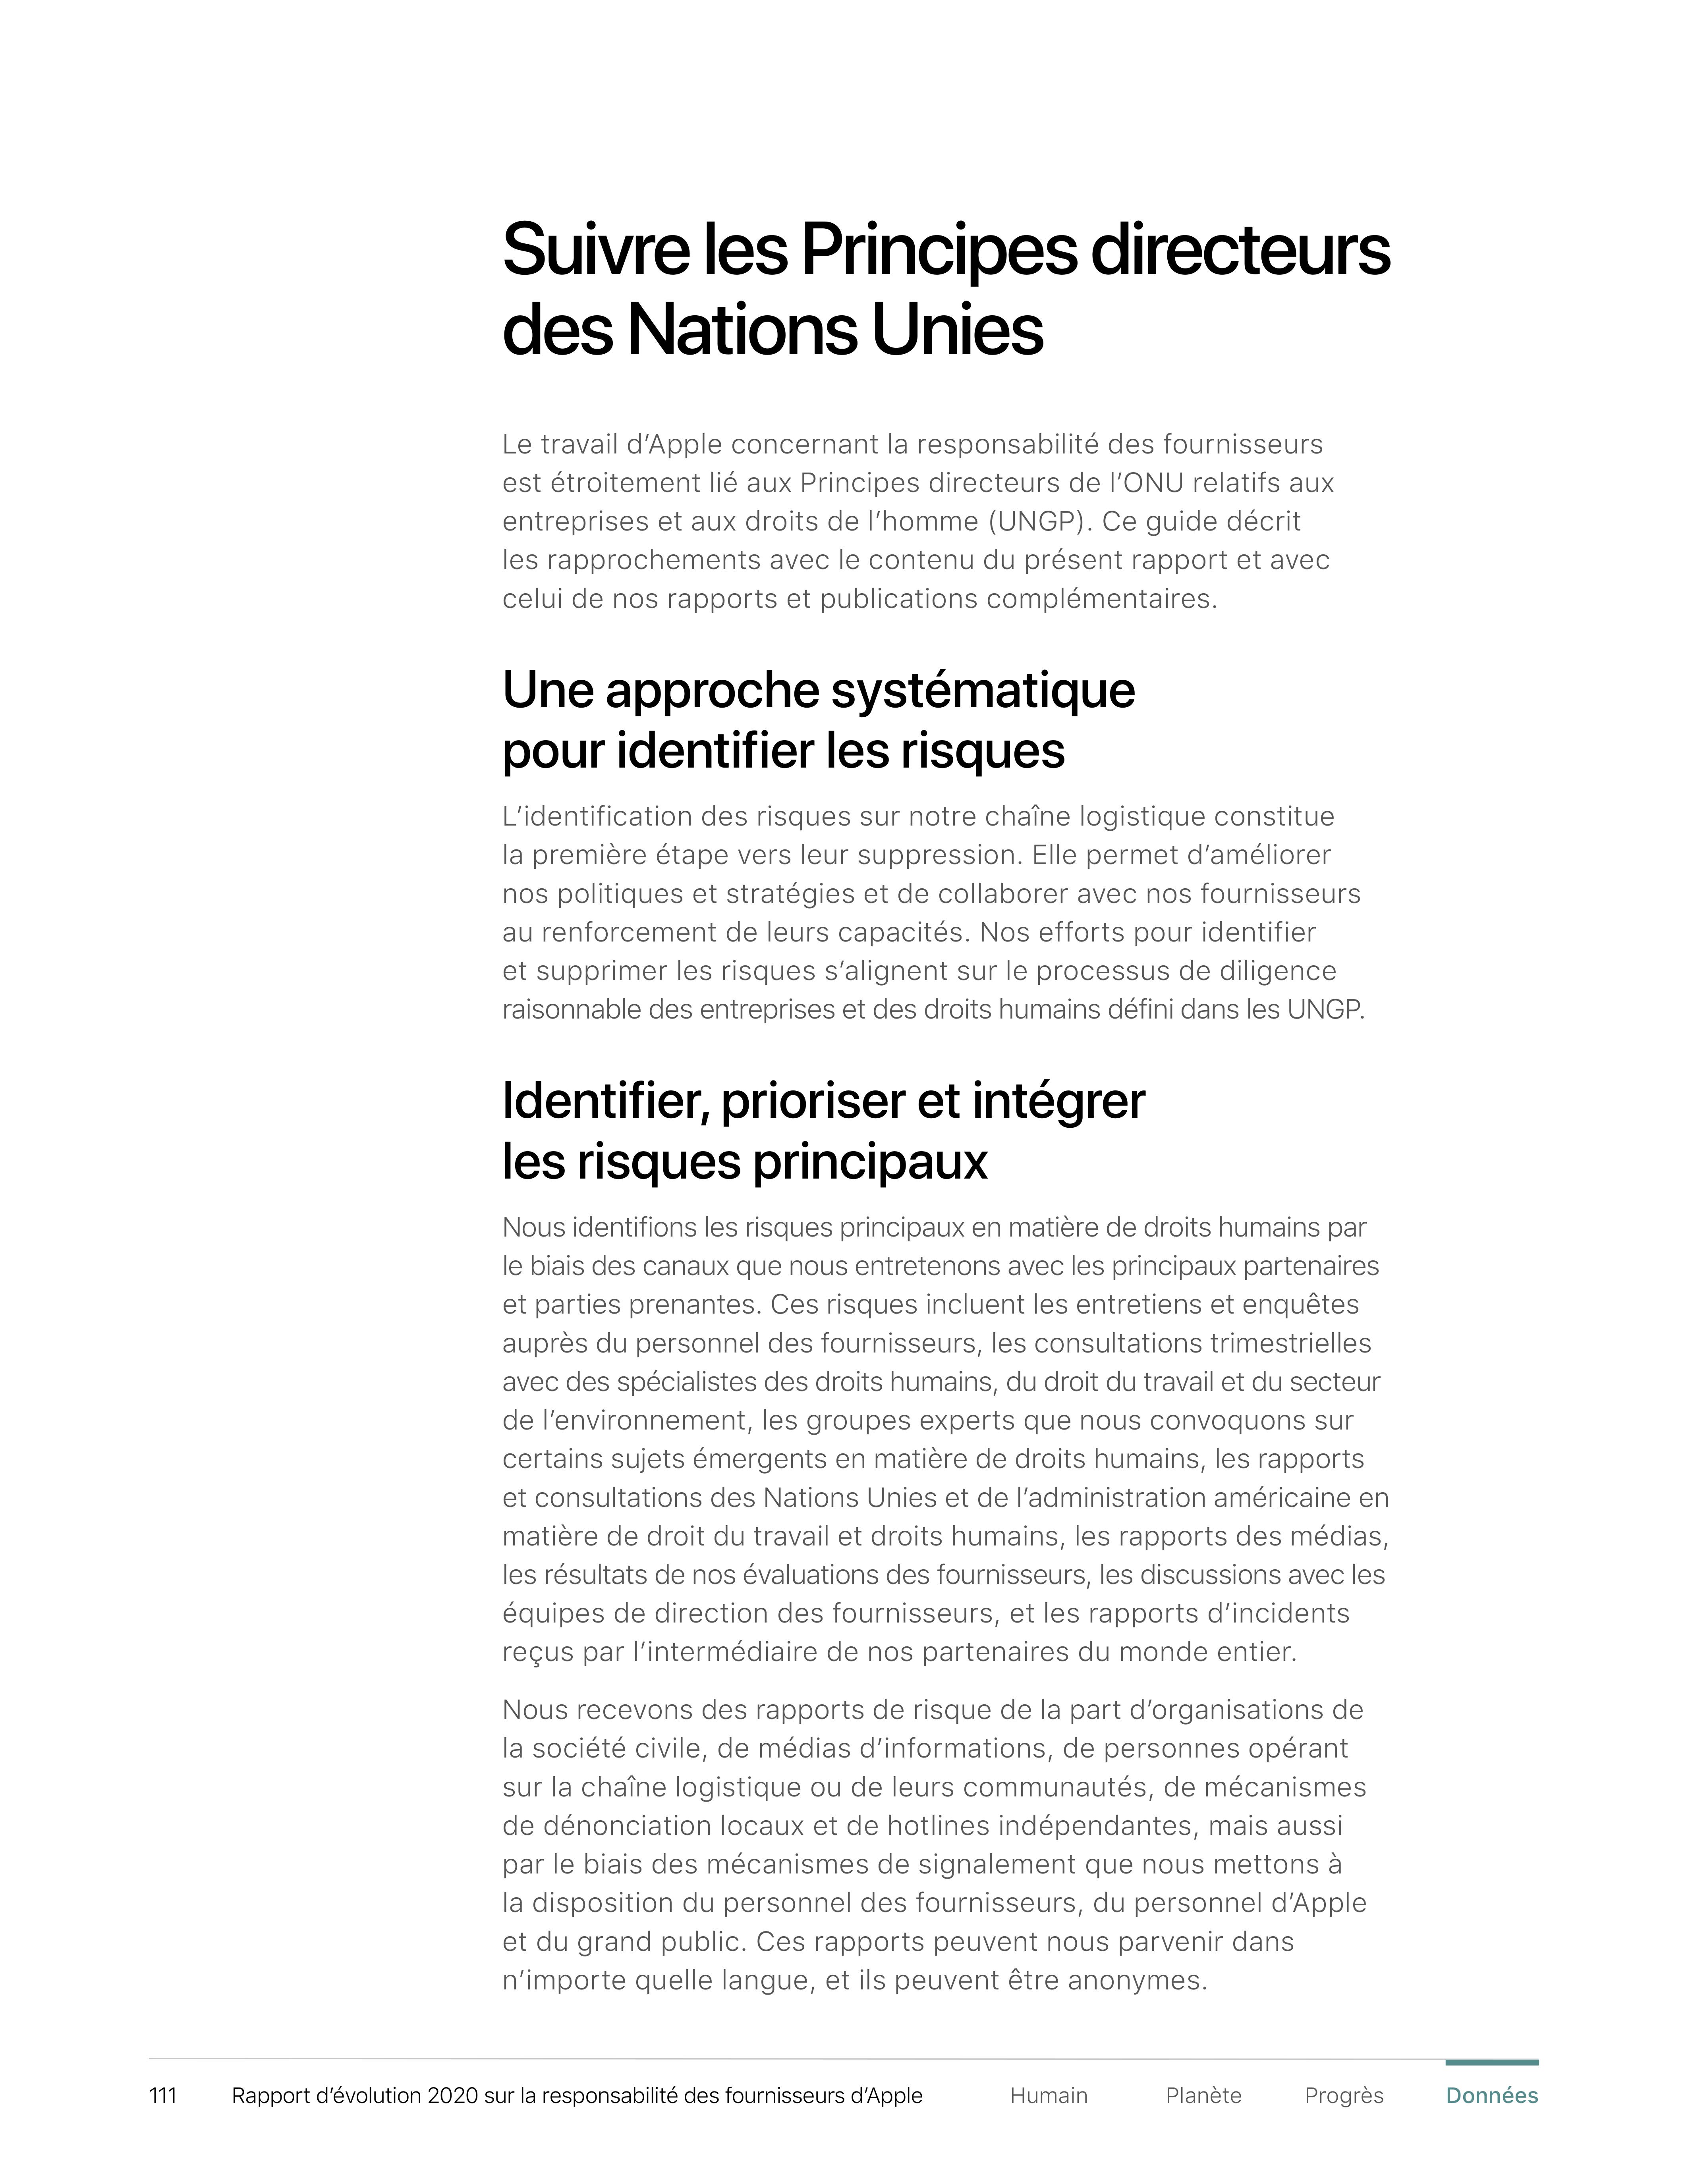 Suivre les Principes directeurs
des Nations Unies
Le travail d’Apple concernant la responsabilité des fournisseurs
est étroitement lié aux Principes directeurs de l’ONU relatifs aux
entreprises et aux droits de l’homme (UNGP). Ce guide décrit
les rapprochements avec le contenu du présent rapport et avec
celui de nos rapports et publications complémentaires.
Une approche systématique
pour identifier les risques
L’identification des risques sur notre chaîne logistique constitue
la première étape vers leur suppression. Elle permet d’améliorer
nos politiques et stratégies et de collaborer avec nos fournisseurs
au renforcement de leurs capacités. Nos efforts pour identifier
et supprimer les risques s’alignent sur le processus de diligence
raisonnable des entreprises et des droits humains défini dans les UNGP.
Identifier, prioriser et intégrer
les risques principaux
Nous identifions les risques principaux en matière de droits humains par
le biais des canaux que nous entretenons avec les principaux partenaires
et parties prenantes. Ces risques incluent les entretiens et enquêtes
auprès du personnel des fournisseurs, les consultations trimestrielles
avec des spécialistes des droits humains, du droit du travail et du secteur
de l’environnement, les groupes experts que nous convoquons sur
certains sujets émergents en matière de droits humains, les rapports
et consultations des Nations Unies et de l’administration américaine en
matière de droit du travail et droits humains, les rapports des médias,
les résultats de nos évaluations des fournisseurs, les discussions avec les
équipes de direction des fournisseurs, et les rapports d’incidents
reçus par l’intermédiaire de nos partenaires du monde entier.
Nous recevons des rapports de risque de la part d’organisations de
la société civile, de médias d’informations, de personnes opérant
sur la chaîne logistique ou de leurs communautés, de mécanismes
de dénonciation locaux et de hotlines indépendantes, mais aussi
par le biais des mécanismes de signalement que nous mettons à
la disposition du personnel des fournisseurs, du personnel d’Apple
et du grand public. Ces rapports peuvent nous parvenir dans
n’importe quelle langue, et ils peuvent être anonymes.
111 Rapport d’évolution 2020 sur la responsabilité des fournisseurs d’Apple Humain Planète Progrès Données